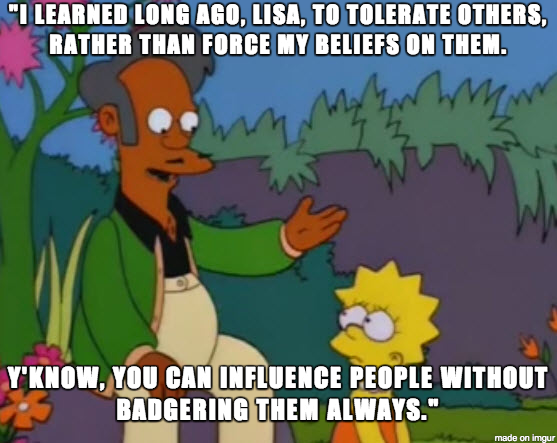 "I LEARNED LONG AGO, LISA, TO TOLERATE OTHERS,
RATHER THAN FORCE MY BELIEFS ON THEM.
Y'KNOW, YOU CAN INFLUENCE PEOPLE WITHOUT
BADGERING THEM ALWAYS."
made on imgur